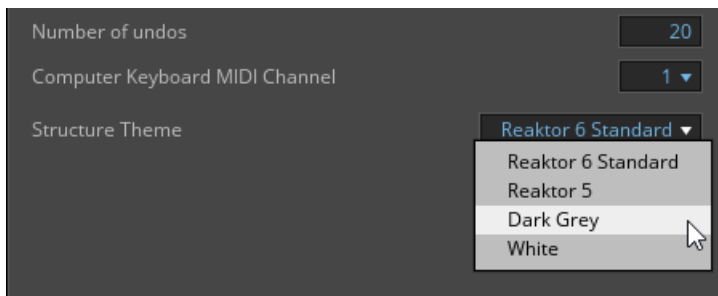 Number of undos 20
Computer Keyboard MIDI Channel 1
Structure Theme Reaktor 6 Standard
Reaktor 6 Standard
Reaktor 5
Dark Grey
White